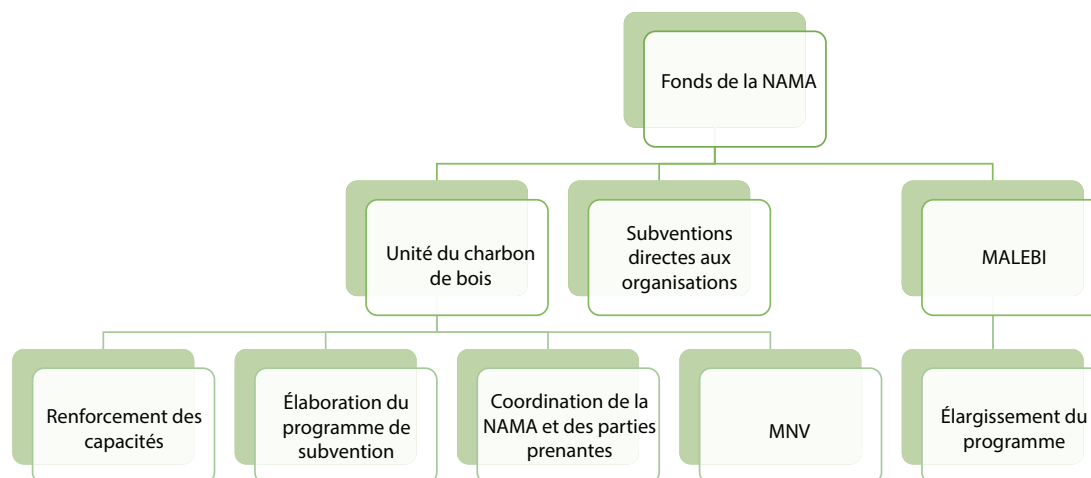 Fonds de la NAMA
Unité du charbon
de bois
Subventions
directes aux
organisations
MALEBI
Renforcement des
capacités
Élaboration du
programme de
subvention
Coordination de la
NAMA et des parties
prenantes
MNV
Élargissement du
programme